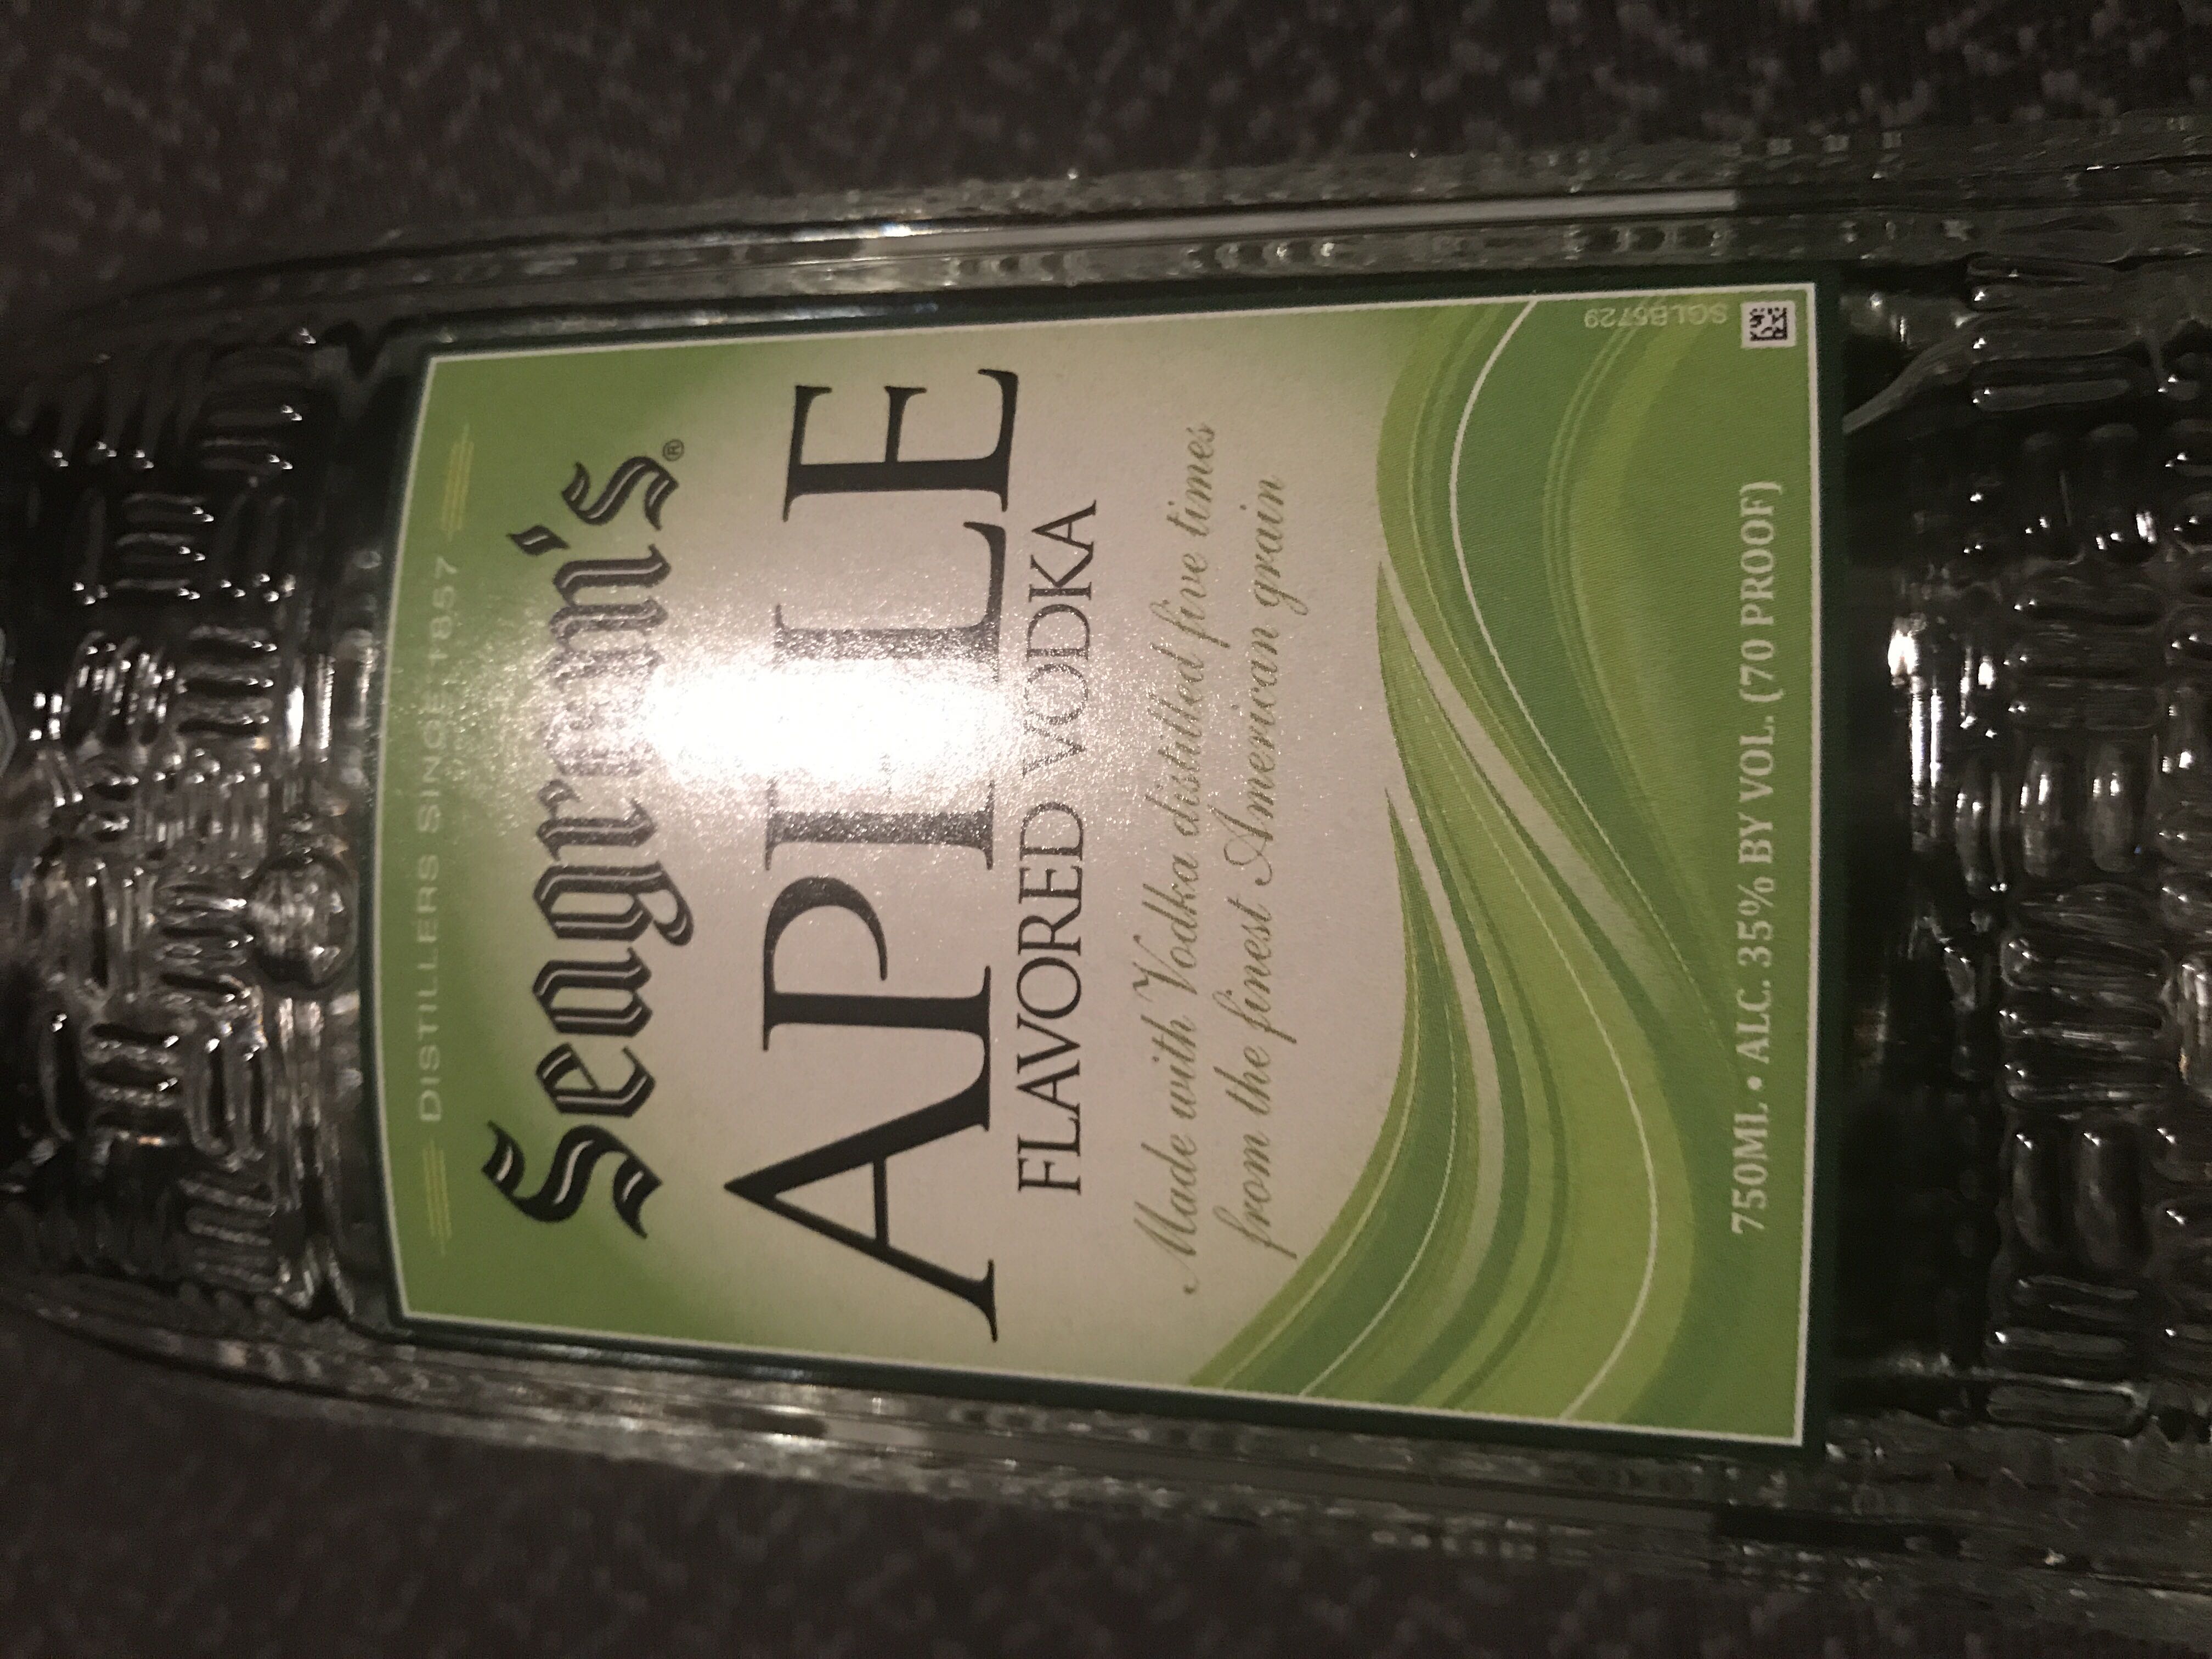 DISTILLERS SINCE 1857
Seagram's®
APPLE
FLAVORED VODKA
Made with Vodka distilled five times
from the finest American grain
750ML • ALC. 35% BY VOL. (70 PROOF)
SGLB5729